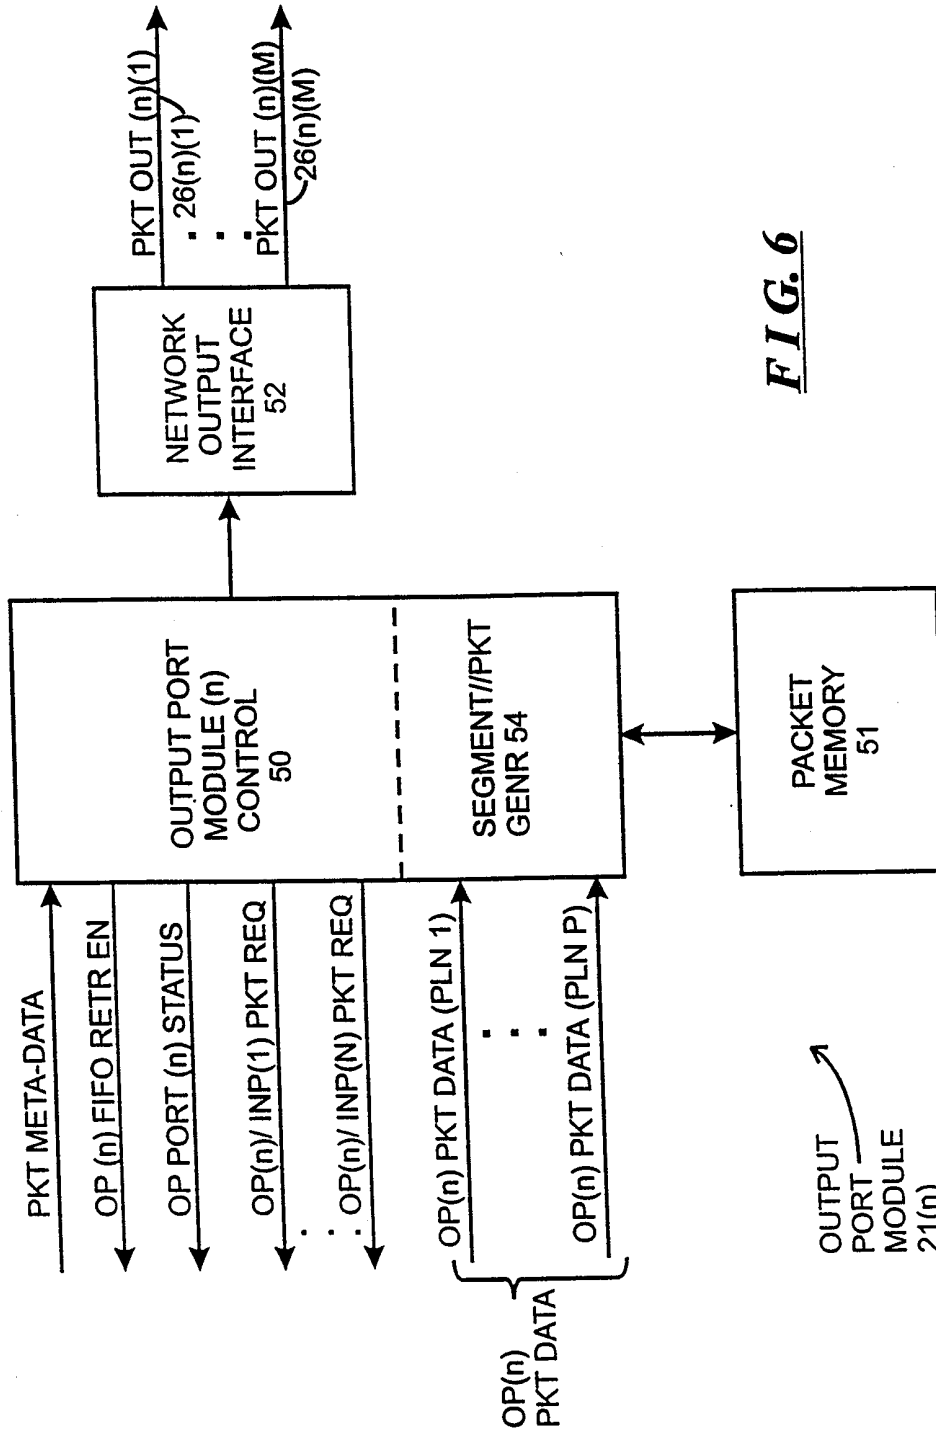 PKT META-DATA
OP (n) FIFO RETR EN
OP PORT (n) STATUS
OP(n)/ INP(1) PKT REQ
OP(n)/ INP(N) PKT REQ
OP(n) PKT DATA (PLN 1)
OP(n) PKT DATA (PLN P)
OP(n)
PKT DATA
OUTPUT PORT
MODULE (n)
CONTROL
50
SEGMENT//PKT
GENR 54
PACKET
MEMORY
51
NETWORK
OUTPUT
INTERFACE
52
PKT OUT (n)(1)
26(n)(1)
PKT OUT (n)(M)
26(n)(M)
OUTPUT
PORT
MODULE
21(n)
FIG. 6